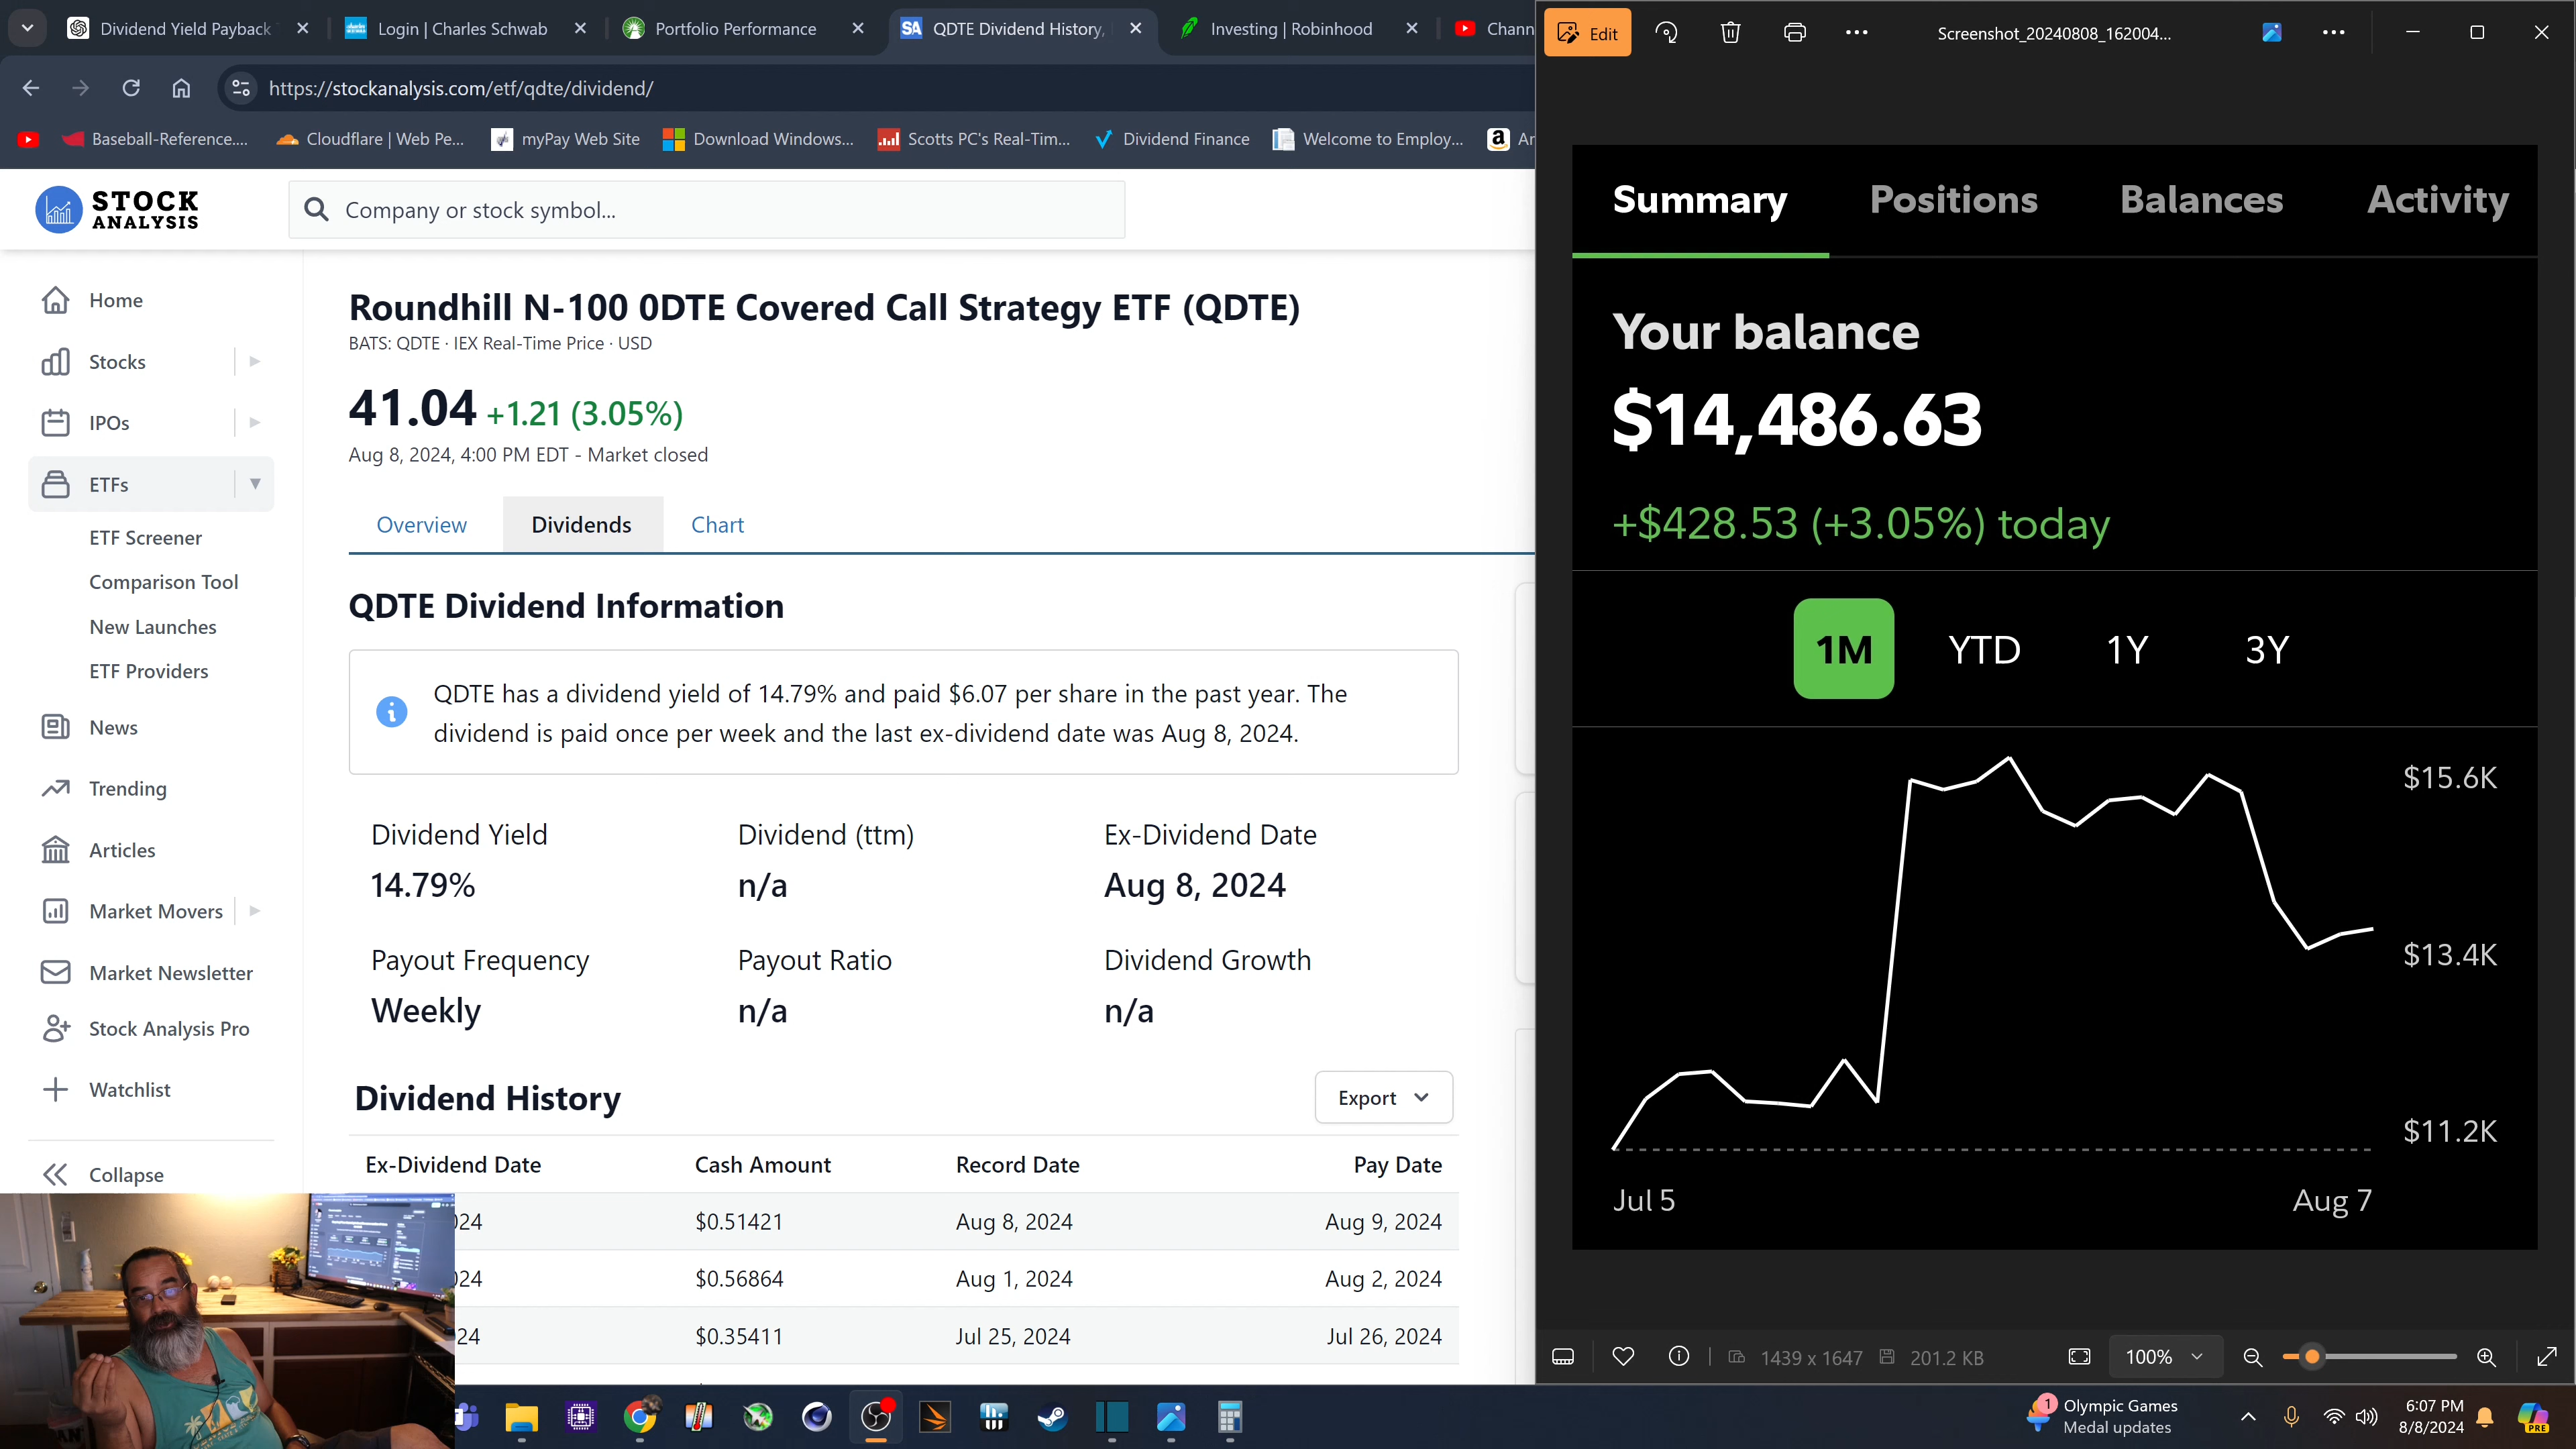 Dividend Yield Payback
Login | Charles Schwab
Portfolio Performance
SA
QDTE Dividend History,
Investing | Robinhood
Chann
https://stockanalysis.com/etf/qdte/dividend/
Baseball-Reference....
Cloudflare | Web Pe...
myPay Web Site
Download Windows...
Scotts PC's Real-Tim...
Dividend Finance
Welcome to Employ...
STOCK
ANALYSIS
Company or stock symbol...
Home
Stocks
IPOs
ETFs
ETF Screener
Comparison Tool
New Launches
ETF Providers
News
Trending
Articles
Market Movers
Market Newsletter
Stock Analysis Pro
Watchlist
Collapse
Roundhill N-100 0DTE Covered Call Strategy ETF (QDTE)
BATS: QDTE · IEX Real-Time Price · USD
41.04 +1.21 (3.05%)
Aug 8, 2024, 4:00 PM EDT - Market closed
Overview Dividends Chart
QDTE Dividend Information
QDTE has a dividend yield of 14.79% and paid $6.07 per share in the past year. The
dividend is paid once per week and the last ex-dividend date was Aug 8, 2024.
Dividend Yield Dividend (ttm) Ex-Dividend Date
14.79% n/a Aug 8, 2024
Payout Frequency Payout Ratio Dividend Growth
Weekly n/a n/a
Dividend History
Export
Ex-Dividend Date Cash Amount Record Date Pay Date
24 $0.51421 Aug 8, 2024 Aug 9, 2024
24 $0.56864 Aug 1, 2024 Aug 2, 2024
24 $0.35411 Jul 25, 2024 Jul 26, 2024
Edit
Screenshot_20240808_162004...
Summary Positions Balances Activity
Your balance
$14,486.63
+$428.53 (+3.05%) today
1M YTD 1Y 3Y
$15.6K
$13.4K
$11.2K
Jul 5
Aug 7
1439 x 1647
201.2 KB
100%
1
Olympic Games
Medal updates
6:07 PM
8/8/2024
PRE